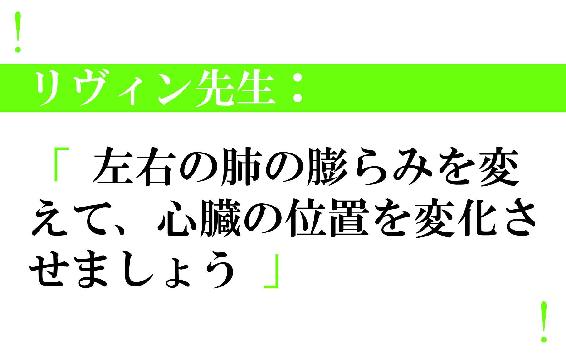 !
リヴィン先生：
「 左右の肺の膨らみを変
えて、心臓の位置を変化さ
せましょう 」
!